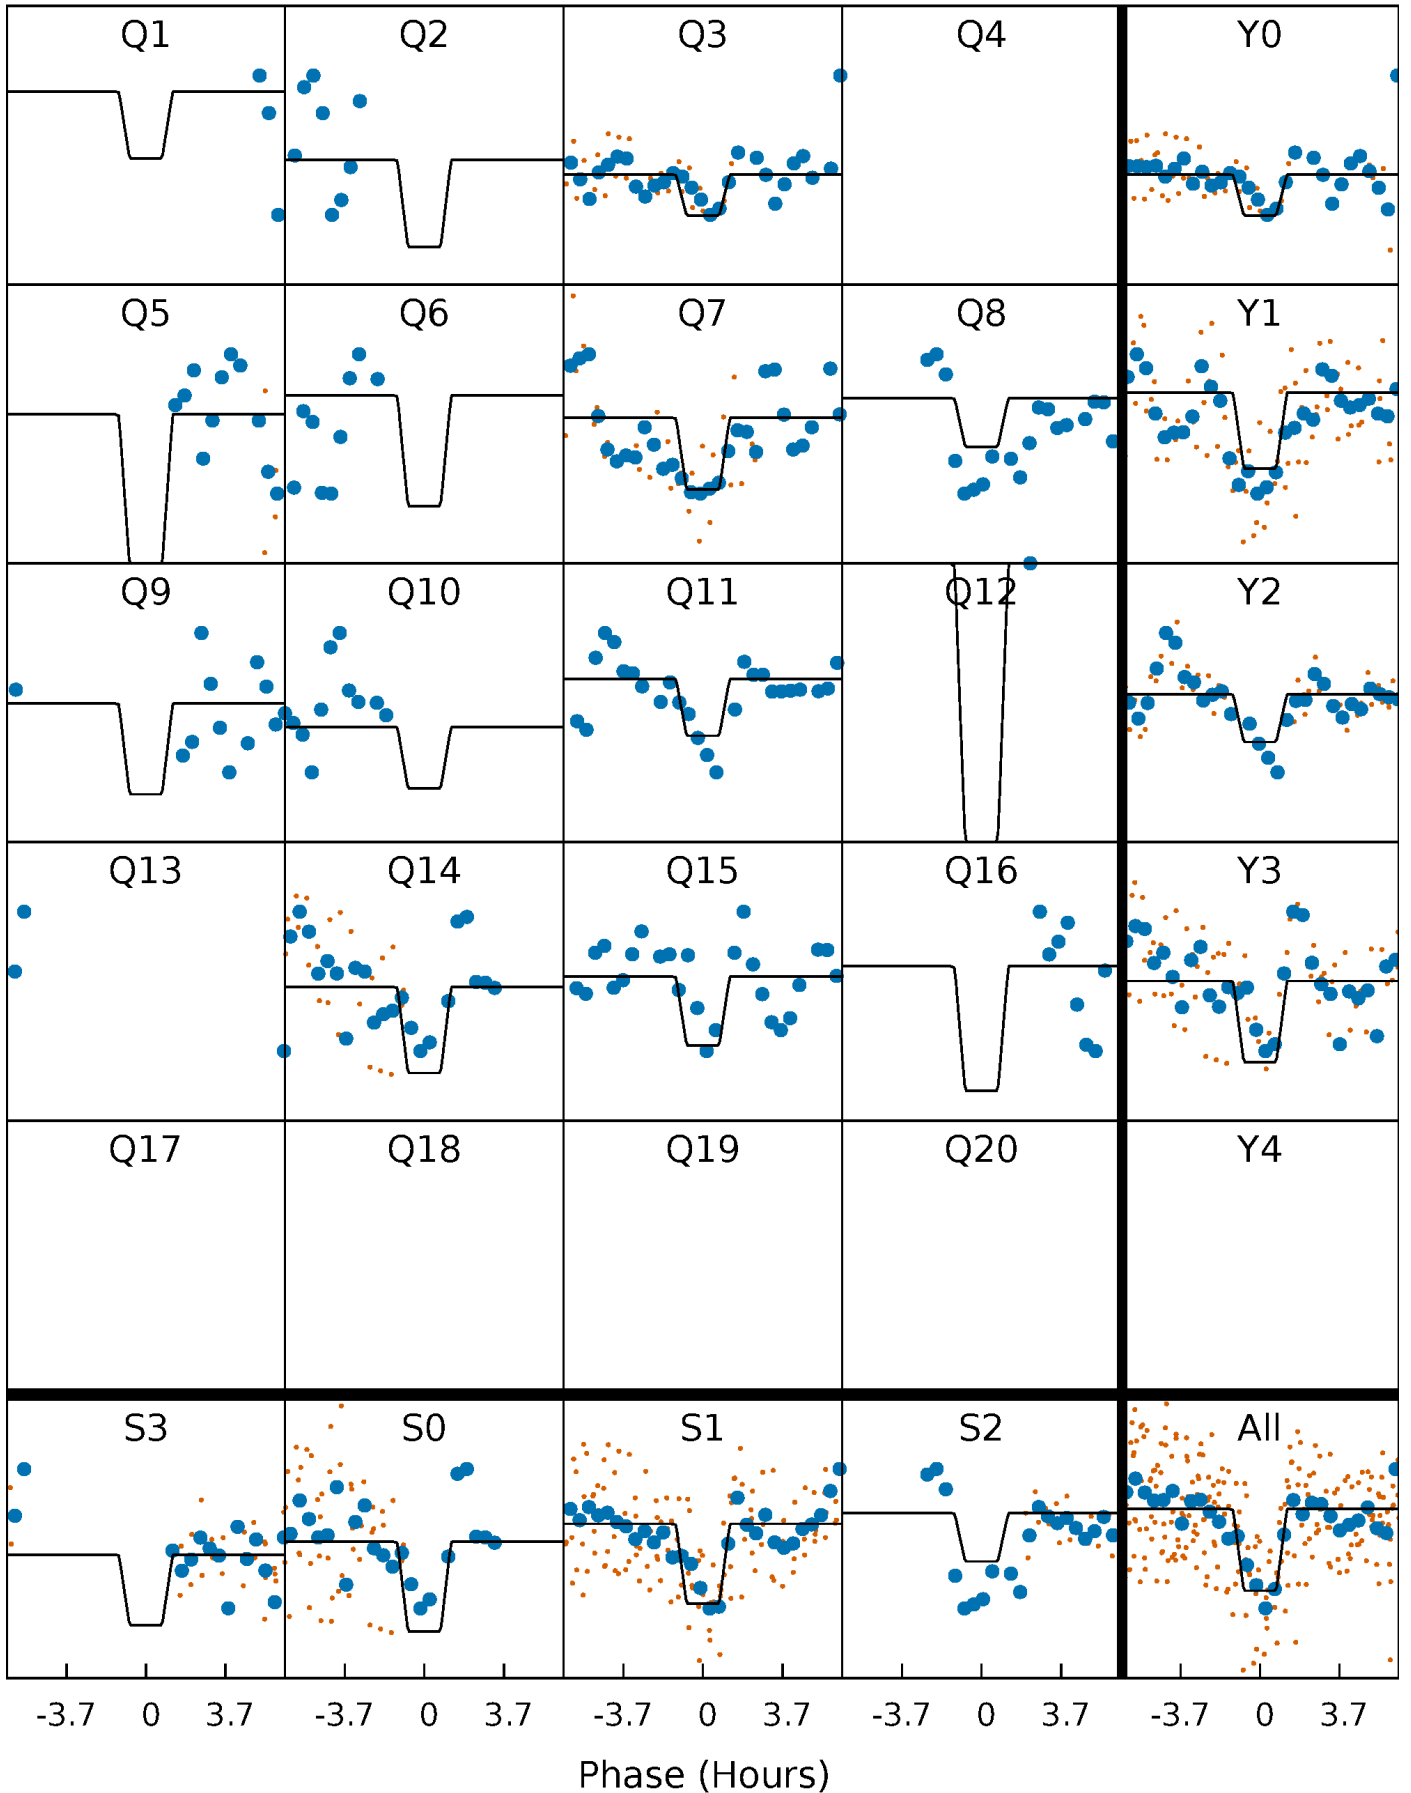 Q1 Q2 Q3 Q4 Y0
Q5 Q6 Q7 Q8 Y1
Q9 Q10 Q11 Q12 Y2
Q13 Q14 Q15 Q16 Y3
Q17 Q18 Q19 Q20 Y4
S3 S0 S1 S2 All
-3.7 0 3.7 -3.7 0 3.7 -3.7 0 3.7 -3.7 0 3.7 -3.7 0 3.7
Phase (Hours)